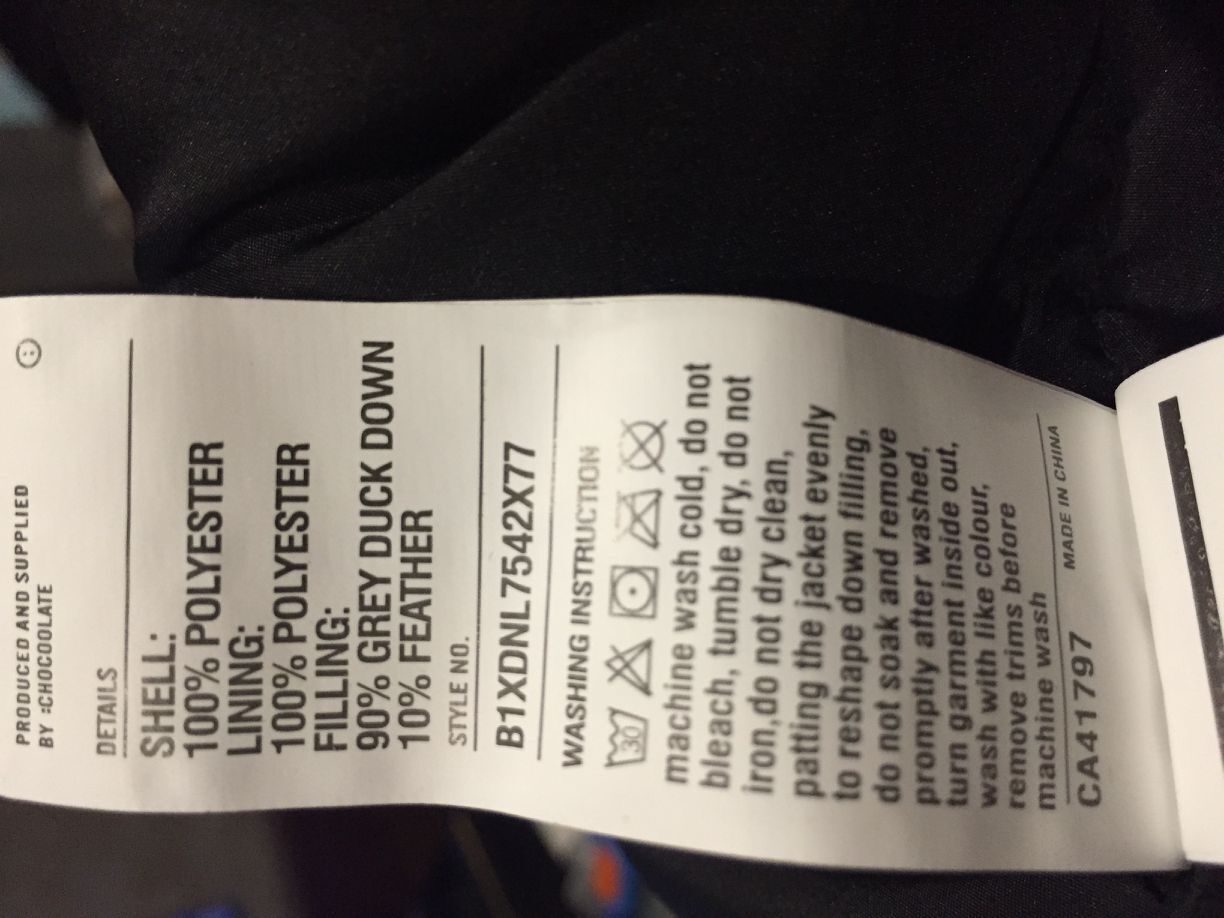 PRODUCED AND SUPPLIED
BY :CHOCOOLATE
DETAILS
SHELL:
100% POLYESTER
LINING:
100% POLYESTER
FILLING:
90% GREY DUCK DOWN
10% FEATHER
STYLE NO.
B1XDNL7542X77
WASHING INSTRUCTION
30
machine wash cold, do not
bleach, tumble dry, do not
iron,do not dry clean,
patting the jacket evenly
to reshape down filling,
do not soak and remove
promptly after washed,
turn garment inside out,
wash with like colour,
remove trims before
machine wash
CA41797 MADE IN CHINA